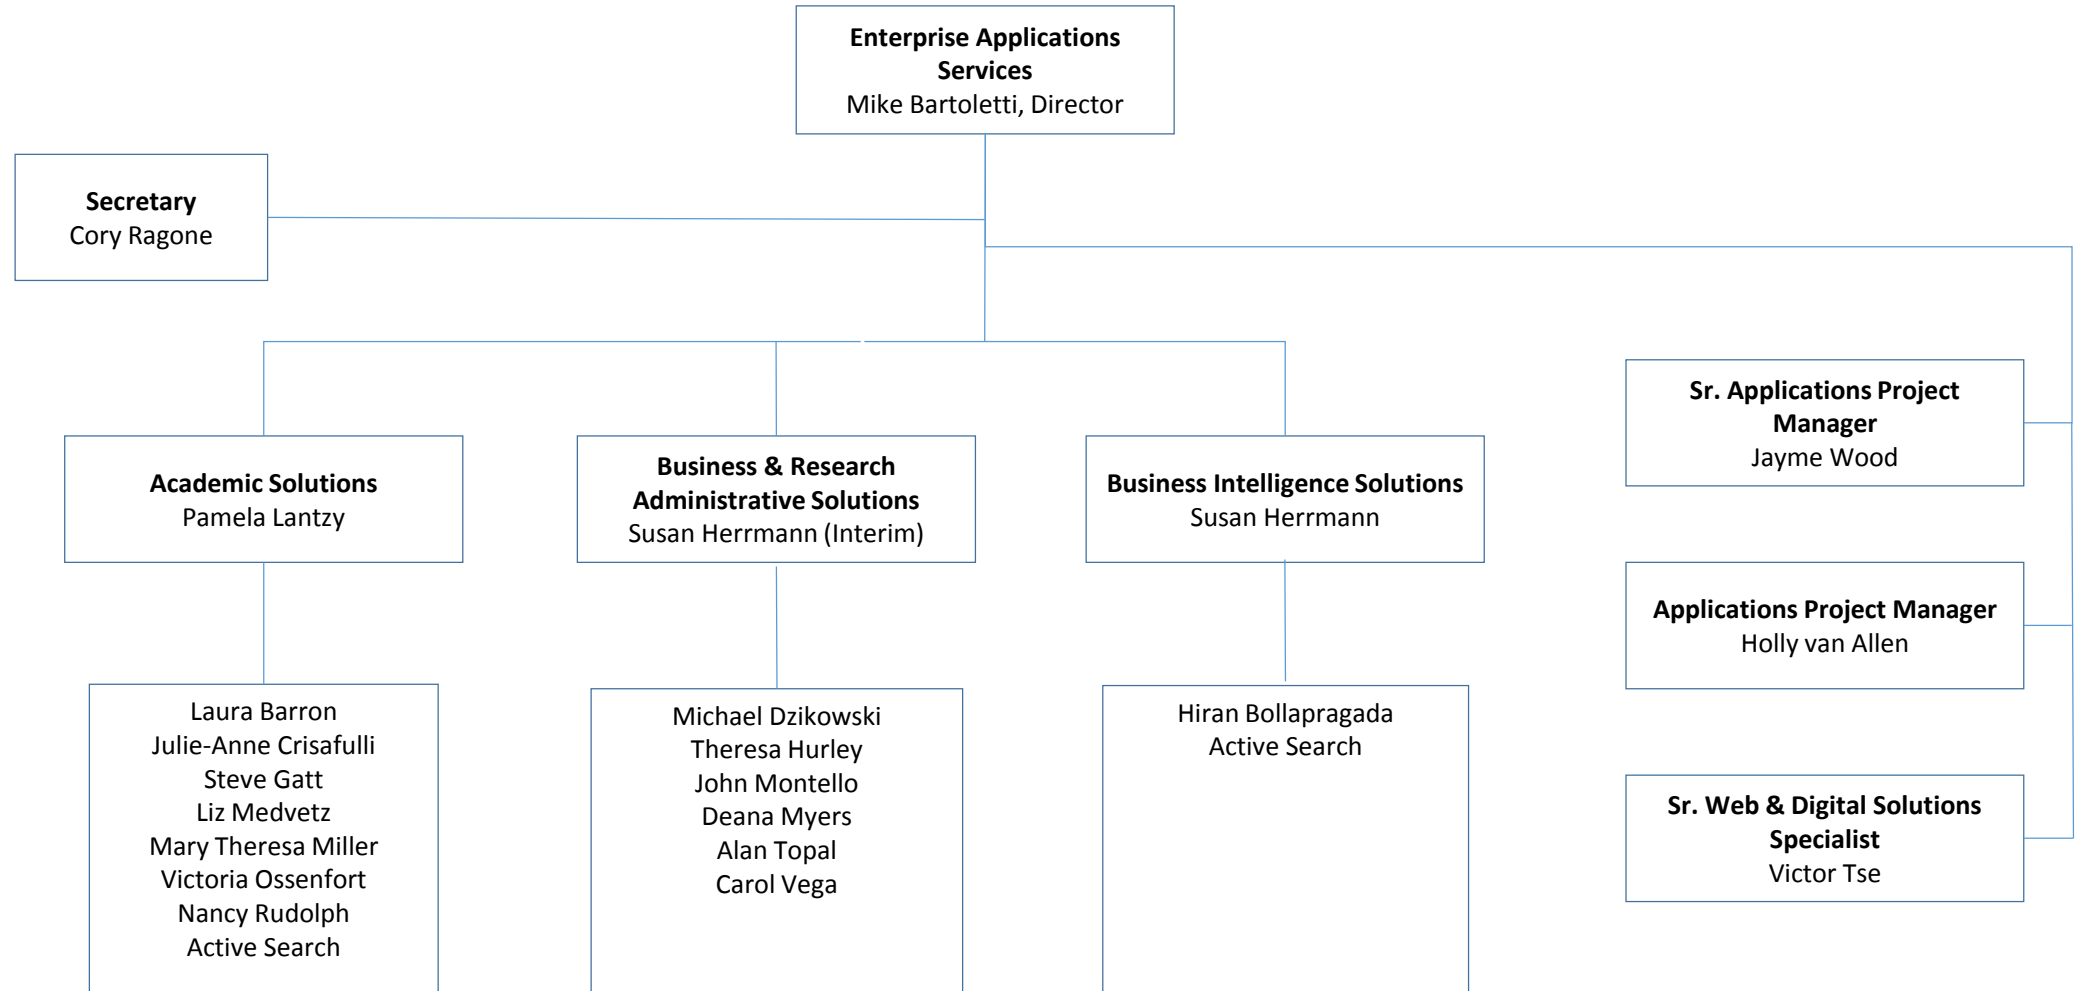 Enterprise Applications
Services
Mike Bartoletti, Director
Secretary
Cory Ragone
Academic Solutions
Pamela Lantzy
Business & Research
Administrative Solutions
Susan Herrmann (Interim)
Business Intelligence Solutions
Susan Herrmann
Sr. Applications Project
Manager
Jayme Wood
Applications Project Manager
Holly van Allen
Sr. Web & Digital Solutions
Specialist
Victor Tse
Laura Barron
Julie-Anne Crisafulli
Steve Gatt
Liz Medvetz
Mary Theresa Miller
Victoria Ossenfort
Nancy Rudolph
Active Search
Michael Dzikowski
Theresa Hurley
John Montello
Deana Myers
Alan Topal
Carol Vega
Hiran Bollapragada
Active Search